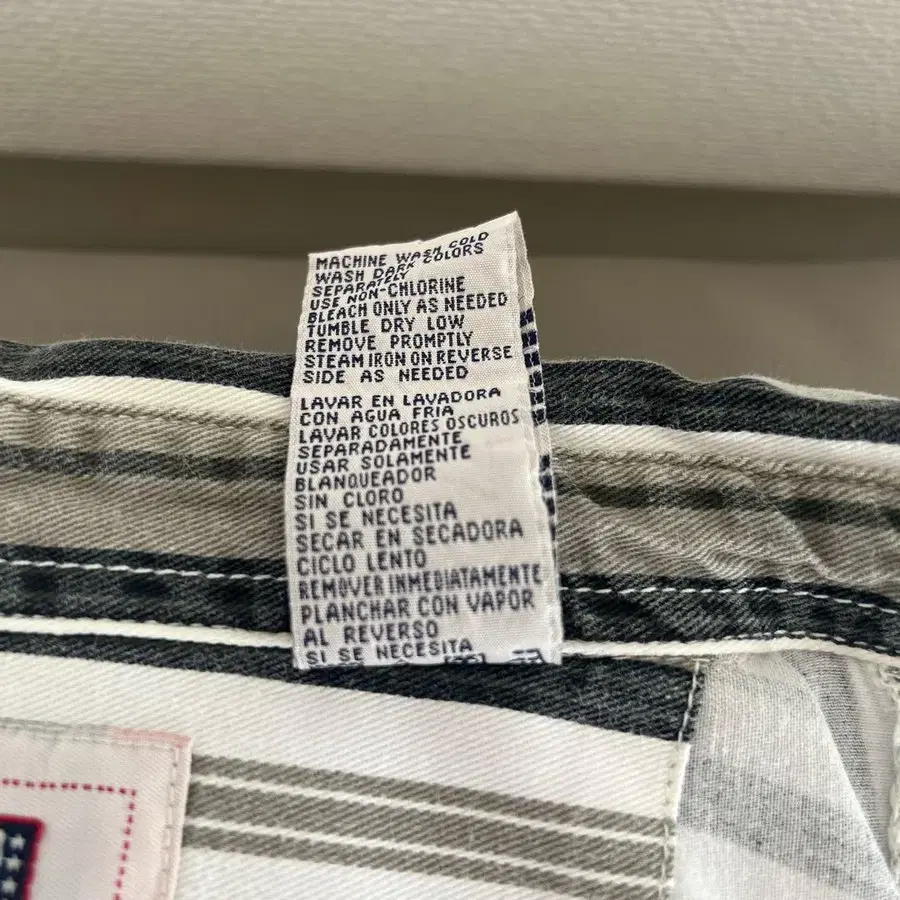 MACHINE WASH COLD
WASH DARK COLORS
SEPARATELY
USE NON-CHLORINE
BLEACH ONLY AS NEEDED
TUMBLE DRY LOW
REMOVE PROMPTLY
STEAM IRON ON REVERSE
SIDE AS NEEDED
LAVAR EN LAVADORA
CON AGUA FRIA
LAVAR COLORES OSCUROS
SEPARADAMENTE
USAR SOLAMENTE
BLANQUEADOR
SIN CLORO
SI SE NECESITA
SECAR EN SECADORA
CICLO LENTO
REMOVER INMEDIATAMENTE
PLANCHAR CON VAPOR
AL REVERSO
SI SE NECESITA